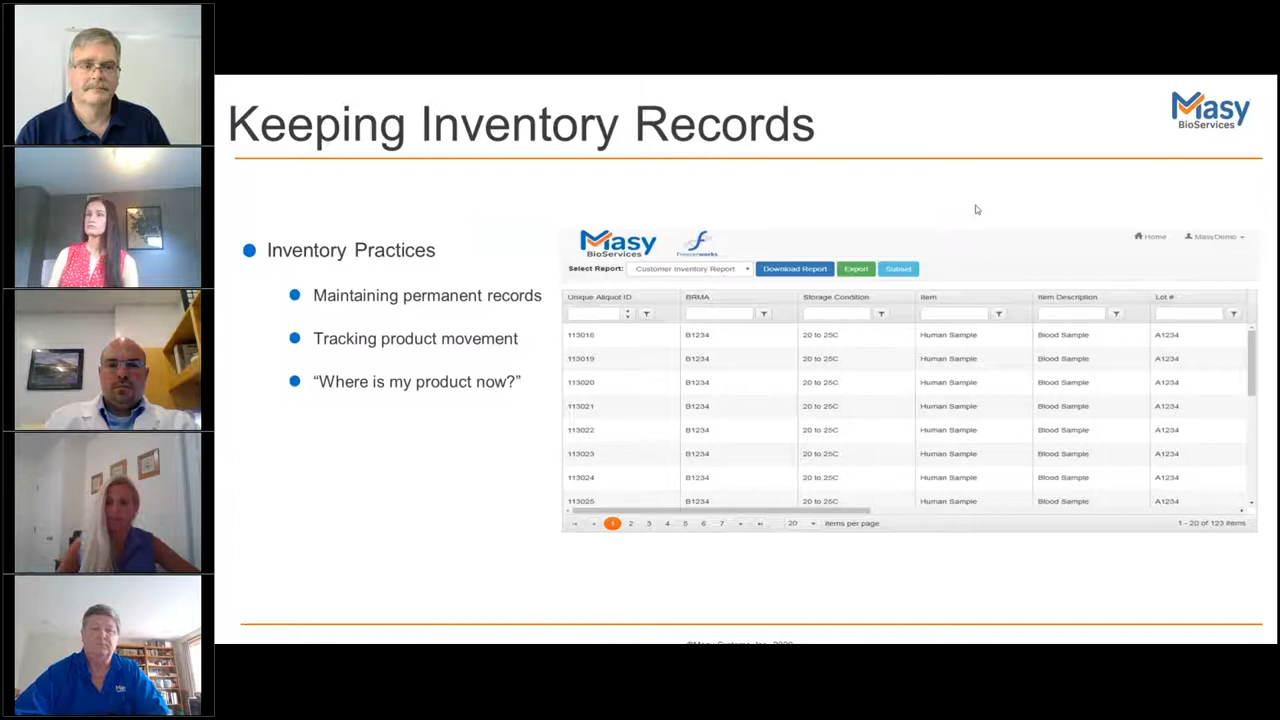 Keeping Inventory Records
Masy
BioServices
Inventory Practices
Maintaining permanent records
Tracking product movement
“Where is my product now?”
Masy
BioServices
Freezerworks
Home MasyDemo
Select Report: Customer Inventory Report Download Report Export Subset
Unique Aliquot ID BRMA Storage Condition Item Item Description Lot #
113018 B1234 20 to 25C Human Sample Blood Sample A1234
113019 B1234 20 to 25C Human Sample Blood Sample A1234
113020 B1234 20 to 25C Human Sample Blood Sample A1234
113021 B1234 20 to 25C Human Sample Blood Sample A1234
113022 B1234 20 to 25C Human Sample Blood Sample A1234
113023 B1234 20 to 25C Human Sample Blood Sample A1234
113024 B1234 20 to 25C Human Sample Blood Sample A1234
113025 B1234 20 to 25C Human Sample Blood Sample A1234
1 2 3 4 5 6 7 20 items per page 1 - 20 of 123 items